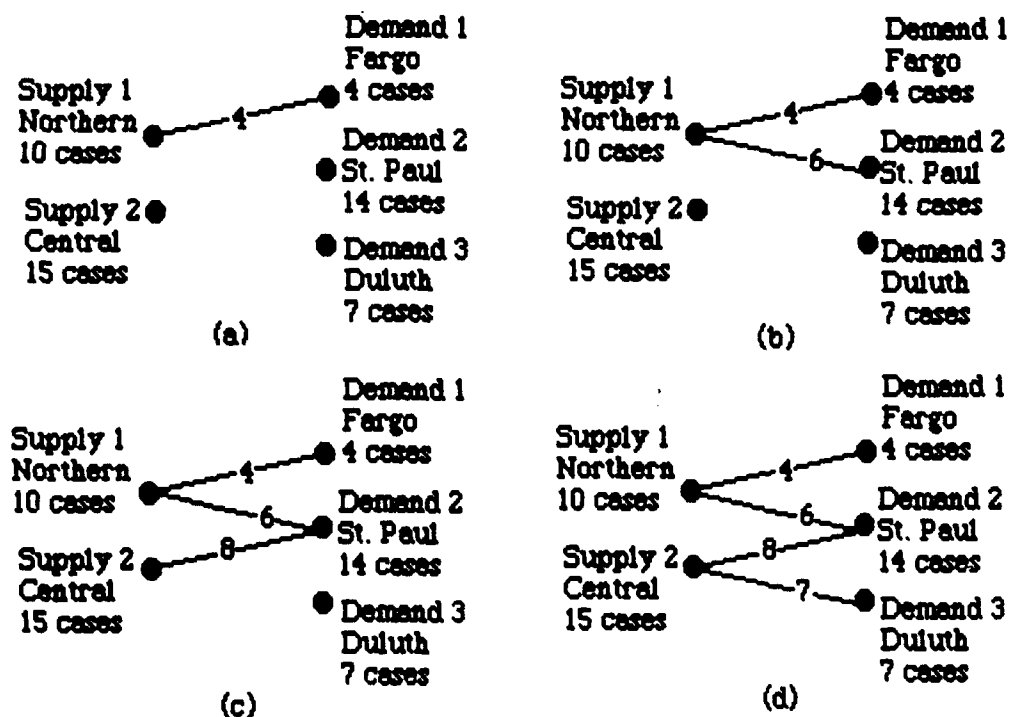 Demand 1
Fargo
4 cases
Supply 1
Northern
10 cases
4
Demand 2
St. Paul
14 cases
Supply 2
Central
15 cases
Demand 3
Duluth
7 cases
(a)
Demand 1
Fargo
4 cases
Supply 1
Northern
10 cases
4
6
Demand 2
St. Paul
14 cases
Supply 2
Central
15 cases
Demand 3
Duluth
7 cases
(b)
Demand 1
Fargo
4 cases
Supply 1
Northern
10 cases
4
6
8
Demand 2
St. Paul
14 cases
Supply 2
Central
15 cases
Demand 3
Duluth
7 cases
(c)
Demand 1
Fargo
4 cases
Supply 1
Northern
10 cases
4
6
8
7
Demand 2
St. Paul
14 cases
Supply 2
Central
15 cases
Demand 3
Duluth
7 cases
(d)